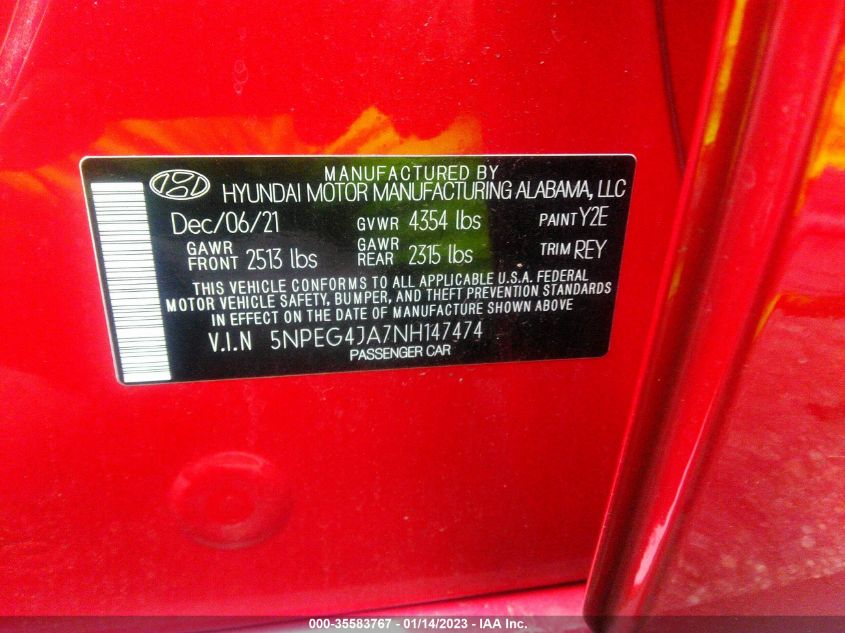 MANUFACTURED BY
HYUNDAI MOTOR MANUFACTURING ALABAMA, LLC
Dec/06/21 GVWR 4354 lbs PAINT Y2E
GAWR FRONT 2513 lbs GAWR REAR 2315 lbs TRIM REY
THIS VEHICLE CONFORMS TO ALL APPLICABLE U.S.A. FEDERAL
MOTOR VEHICLE SAFETY, BUMPER, AND THEFT PREVENTION STANDARDS
IN EFFECT ON THE DATE OF MANUFACTURE SHOWN ABOVE.
V.I.N 5NPEG4JA7NH147474
PASSENGER CAR
000-35583767 - 01/14/2023 - IAA Inc.